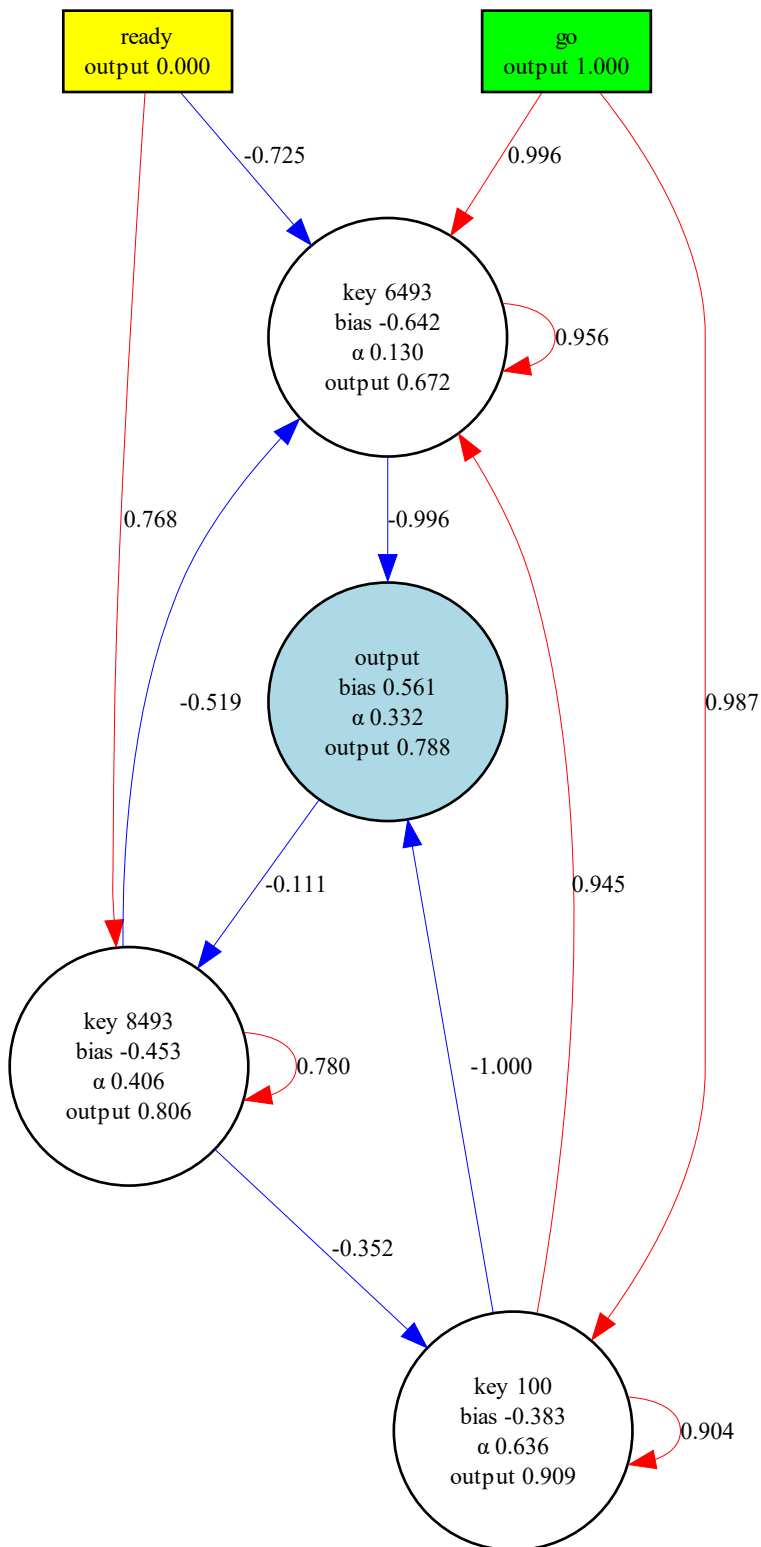 ready
output 0.000
go
output 1.000
-0.725
0.996
key 6493
bias -0.642
α 0.130
output 0.672
0.956
0.768
-0.996
-0.519
output
bias 0.561
α 0.332
output 0.788
0.987
-0.111
0.945
key 8493
bias -0.453
α 0.406
output 0.806
0.780
-1.000
-0.352
key 100
bias -0.383
α 0.636
output 0.909
0.904